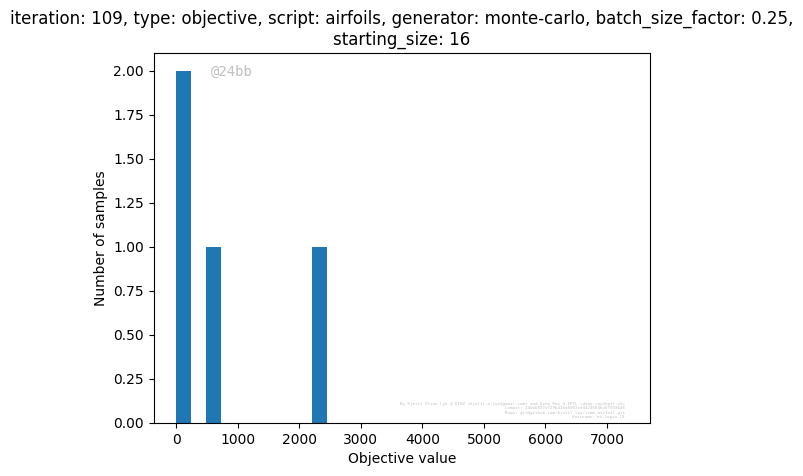 iteration: 109, type: objective, script: airfoils, generator: monte-carlo, batch_size_factor: 0.25,
starting_size: 16
@24bb
2.00
1.75
1.50
1.25
1.00
0.75
0.50
0.25
0.00
Number of samples
0 1000 2000 3000 4000 5000 6000 7000
Objective value